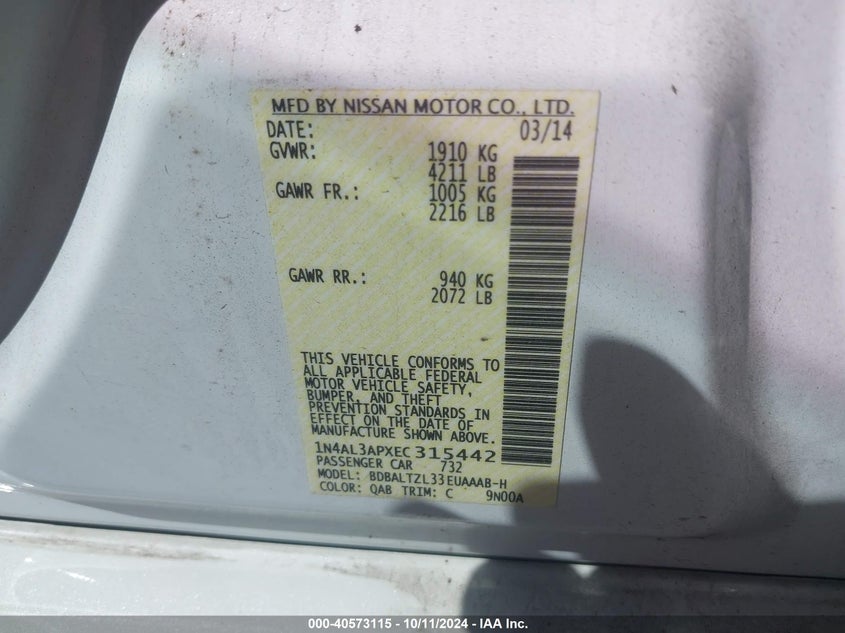 MFD BY NISSAN MOTOR CO., LTD.
DATE: 03/14
GVWR: 1910 KG
4211 LB
GAWR FR.: 1005 KG
2216 LB
GAWR RR.: 940 KG
2072 LB
THIS VEHICLE CONFORMS TO
ALL APPLICABLE FEDERAL
MOTOR VEHICLE SAFETY,
BUMPER, AND THEFT
PREVENTION STANDARDS IN
EFFECT ON THE DATE OF
MANUFACTURE SHOWN ABOVE.
1N4AL3APXEC315442
PASSENGER CAR 732
MODEL: BDBALTZL33EUAAAB-H
COLOR: QAB TRIM: C 9N00A
000-40573115 - 10/11/2024 - IAA Inc.